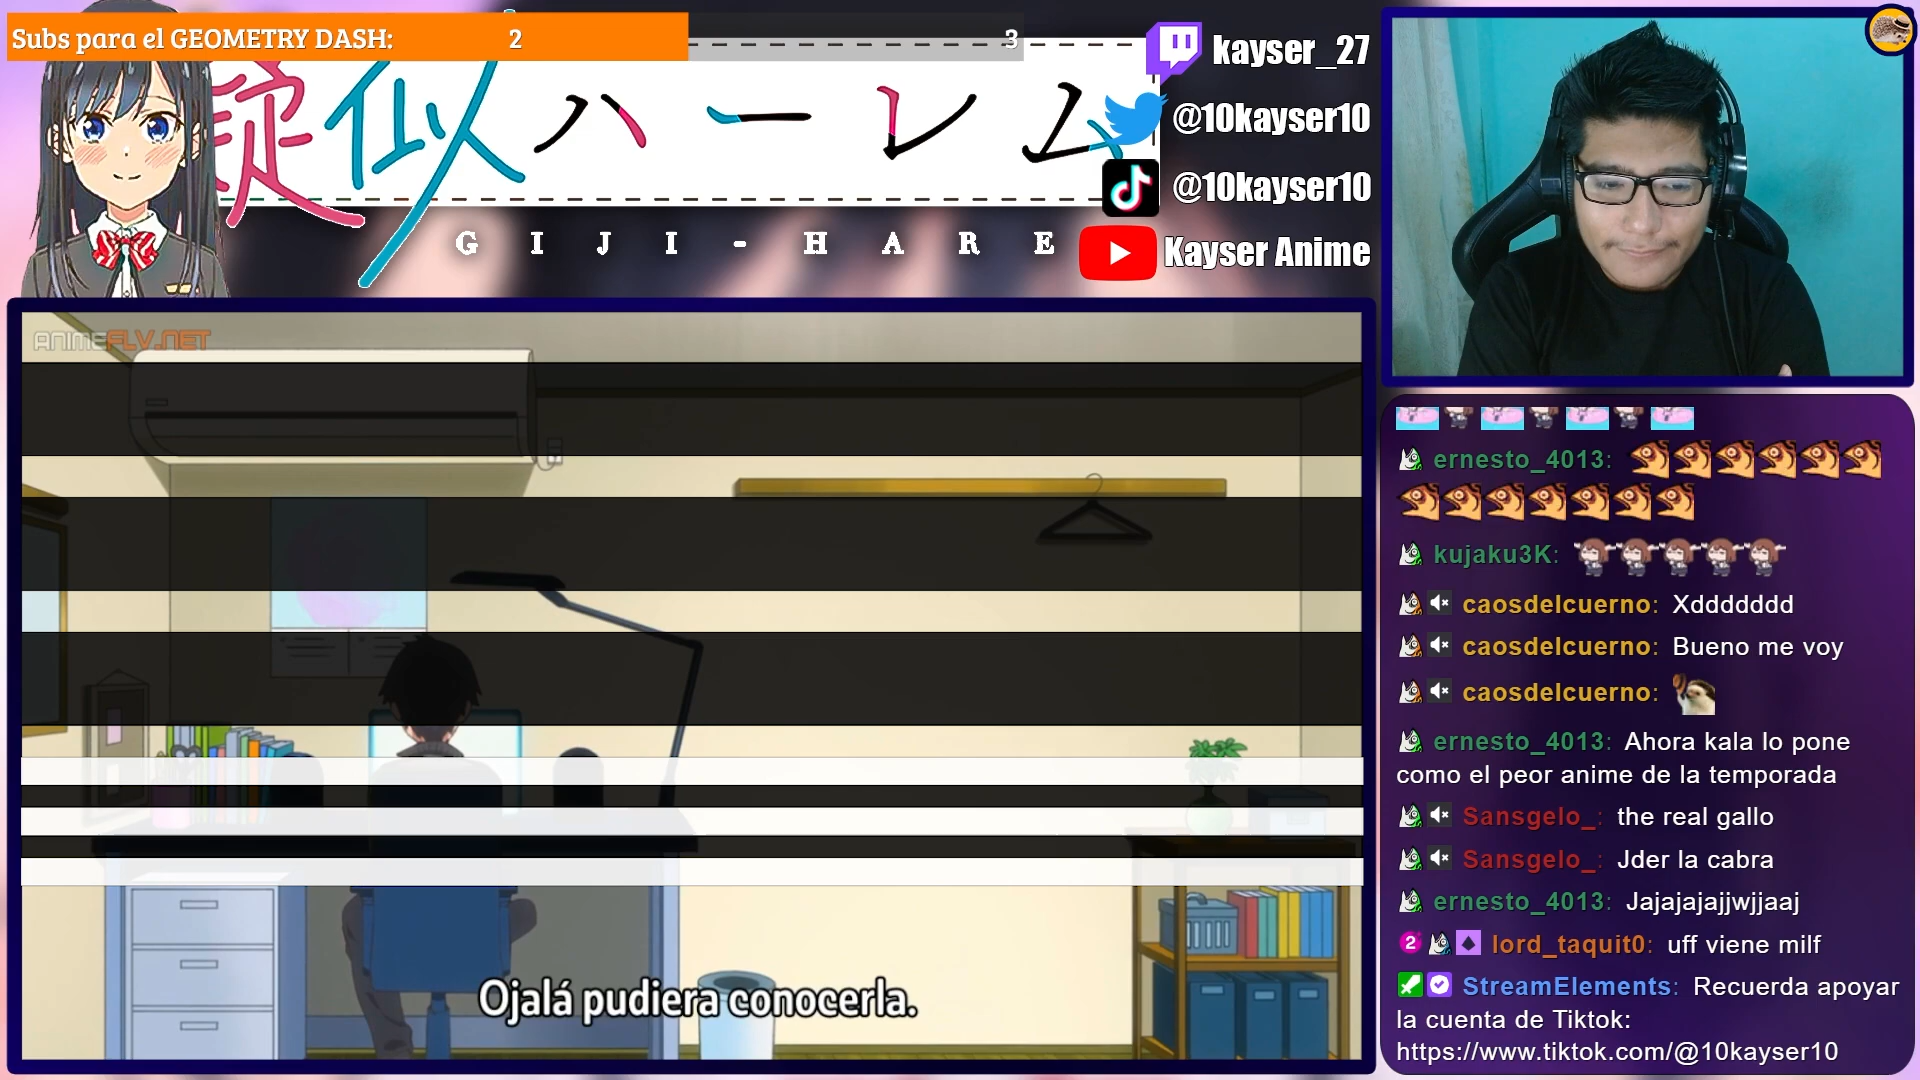 Subs para el GEOMETRY DASH: 2 3
疑似ハーレム
GIJI-HARE
kayser_27
@10kayser10
@10kayser10
Kayser Anime
ANIMEFLV.NET
Ojalá pudiera conocerla.
ernesto_4013:
kujaku3K:
caosdelcuerno: Xddddddd
caosdelcuerno: Bueno me voy
caosdelcuerno:
ernesto_4013: Ahora kala lo pone
como el peor anime de la temporada
Sansgelo_: the real gallo
Sansgelo_: Jder la cabra
ernesto_4013: Jajajajajjwjjaaj
2 lord_taquit0: uff viene milf
StreamElements: Recuerda apoyar
la cuenta de Tiktok:
https://www.tiktok.com/@10kayser10